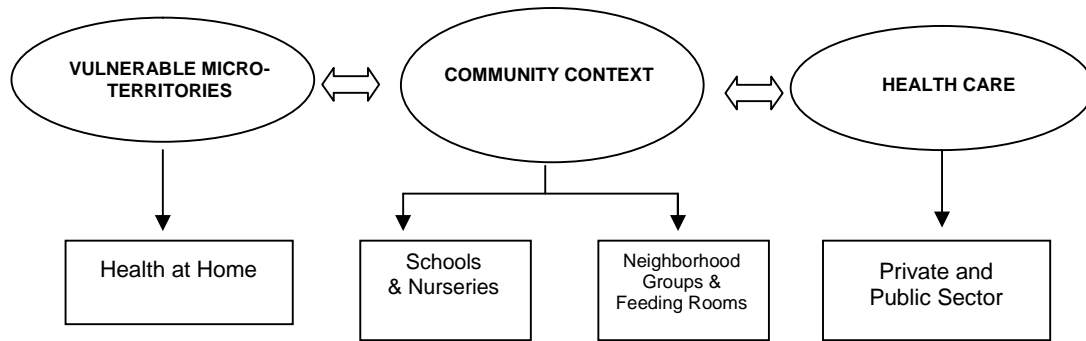 VULNERABLE MICRO-
TERRITORIES
COMMUNITY CONTEXT
HEALTH CARE
Health at Home
Schools
& Nurseries
Neighborhood
Groups &
Feeding Rooms
Private and
Public Sector